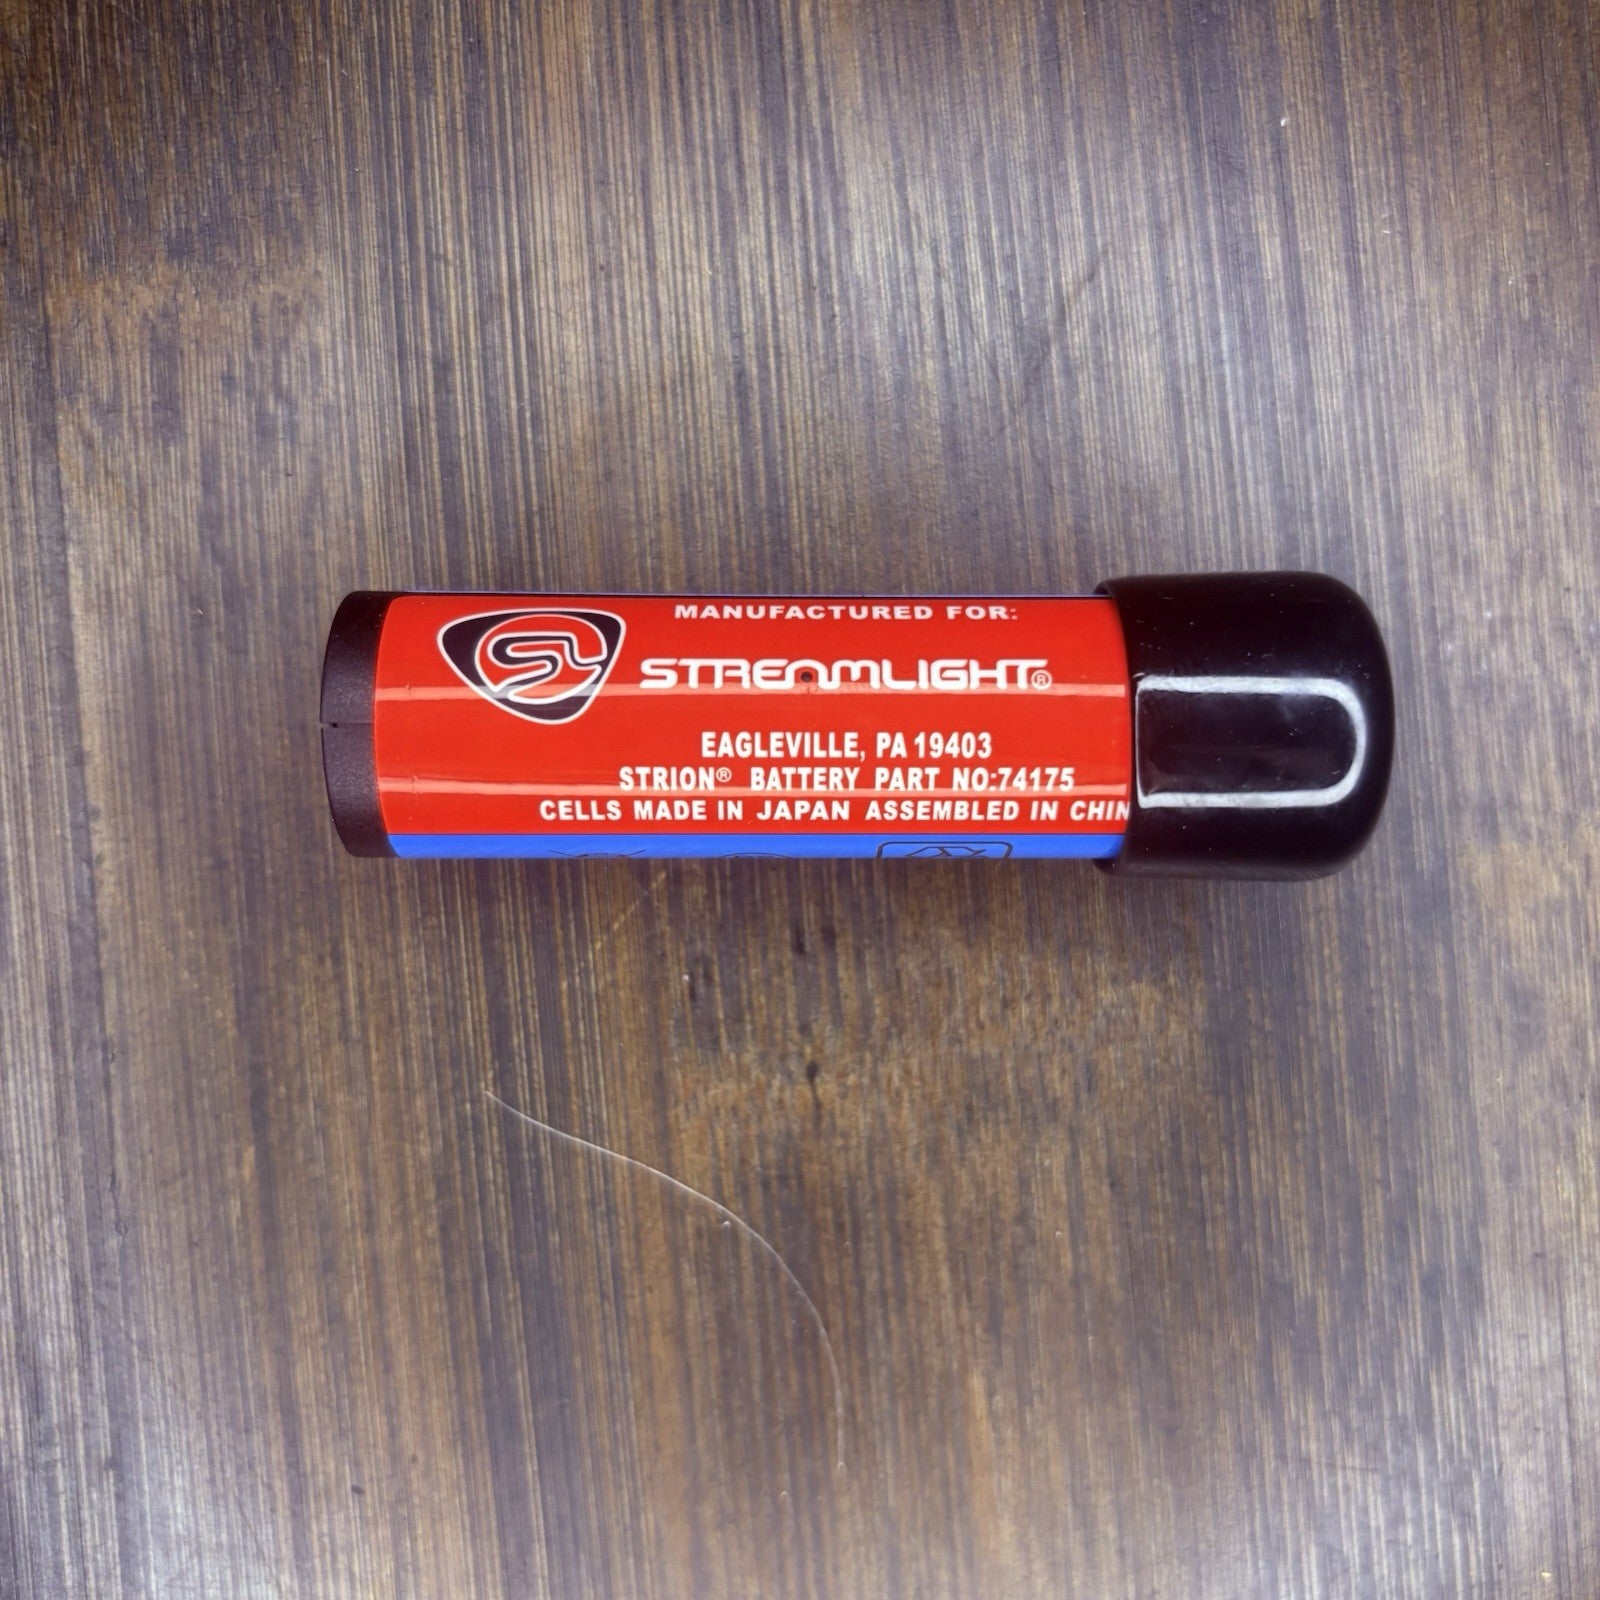 MANUFACTURED FOR:
STREAMLIGHT®
EAGLEVILLE, PA 19403
STRION® BATTERY PART NO:74175
CELLS MADE IN JAPAN ASSEMBLED IN CHIN